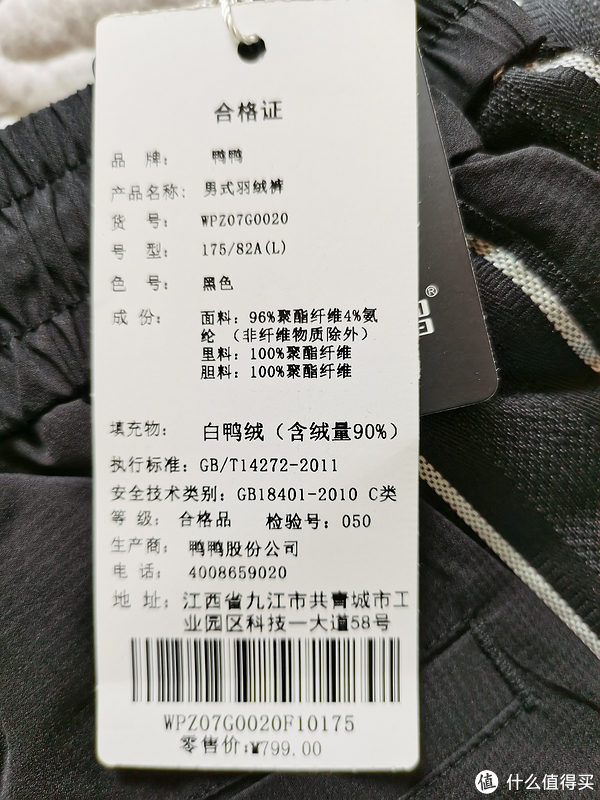 合格证
品 牌: 鸭鸭
产品名称: 男式羽绒裤
货 号: WPZ07G0020
号 型: 175/82A(L)
色 号: 黑色
成 份: 面料: 96%聚酯纤维4%氨
纶 (非纤维物质除外)
里料: 100%聚酯纤维
胆料: 100%聚酯纤维
填充物: 白鸭绒（含绒量90%）
执行标准: GB/T14272-2011
安全技术类别: GB18401-2010 C类
等 级: 合格品 检验号: 050
生产商: 鸭鸭股份公司
电 话: 4008659020
地 址: 江西省九江市共青城市工
业园区科技一大道58号
WPZ07G0020F10175
零售价:¥799.00
值 什么值得买